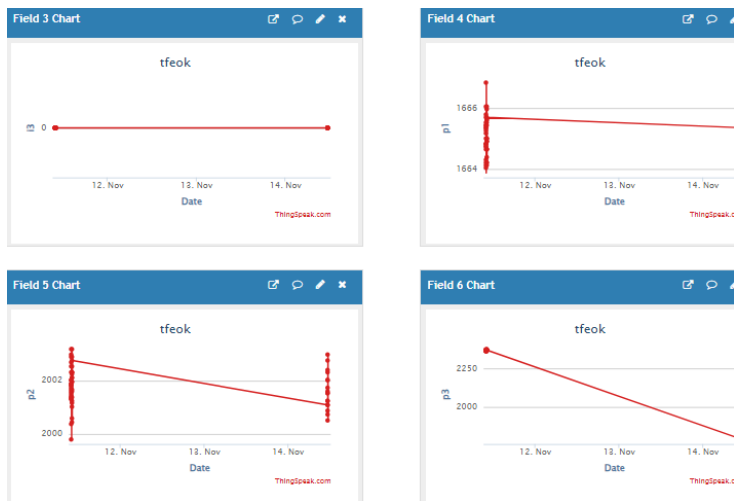 Field 3 Chart
tfeok
i3
0
12. Nov 13. Nov 14. Nov
Date
ThingSpeak.com
Field 4 Chart
tfeok
p1
1666
1664
12. Nov 13. Nov 14. Nov
Date
ThingSpeak.co
Field 5 Chart
tfeok
p2
2002
2000
12. Nov 13. Nov 14. Nov
Date
ThingSpeak.com
Field 6 Chart
tfeok
p3
2250
2000
12. Nov 13. Nov 14. Nov
Date
ThingSpeak.co